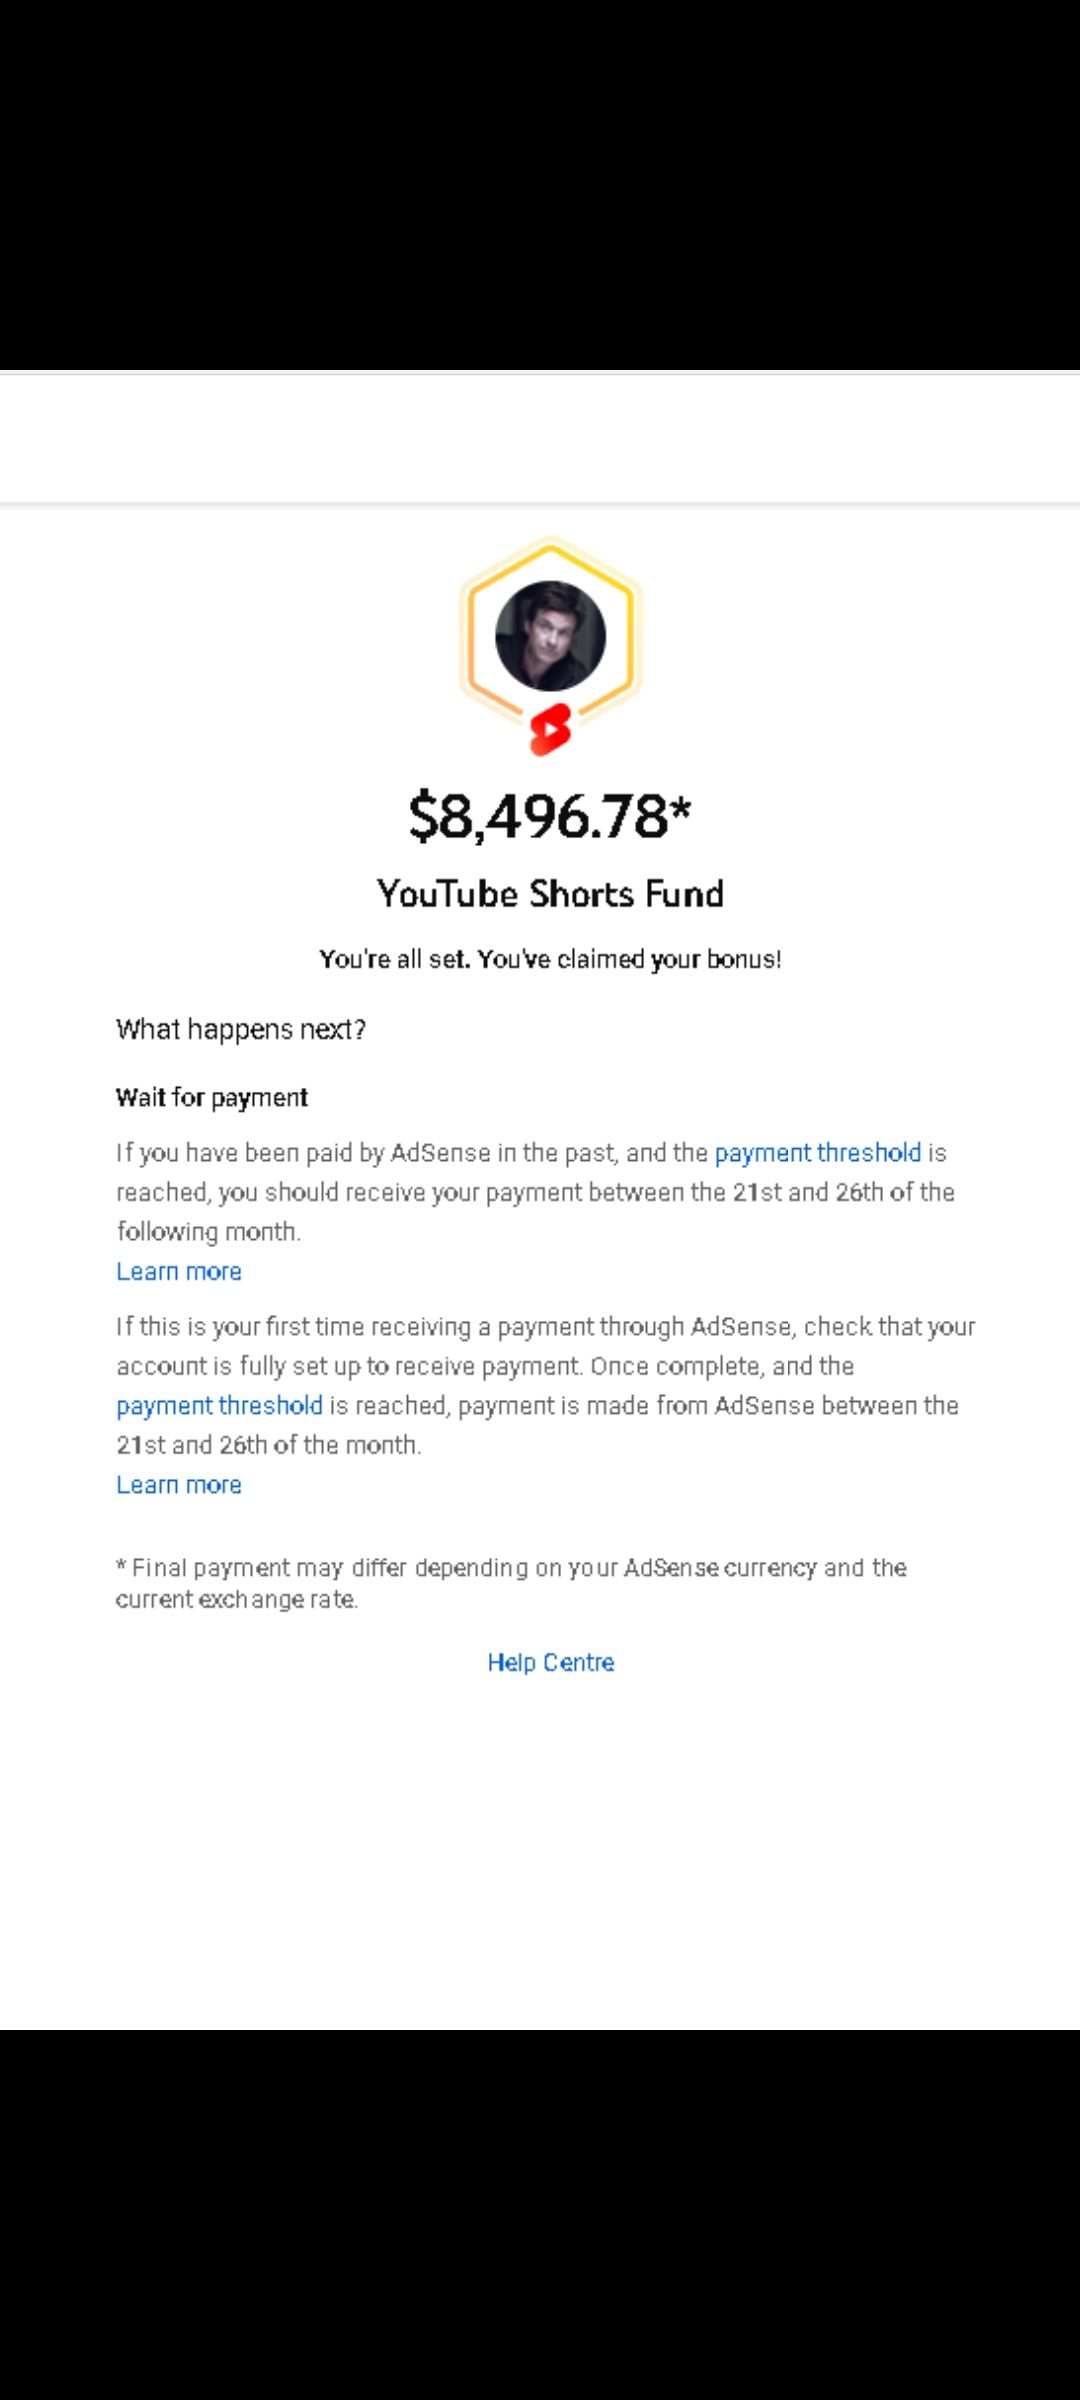 $8,496.78*
YouTube Shorts Fund
You're all set. You've claimed your bonus!
What happens next?
Wait for payment
If you have been paid by AdSense in the past, and the payment threshold is
reached, you should receive your payment between the 21st and 26th of the
following month.
Learn more
If this is your first time receiving a payment through AdSense, check that your
account is fully set up to receive payment. Once complete, and the
payment threshold is reached, payment is made from AdSense between the
21st and 26th of the month.
Learn more
* Final payment may differ depending on your AdSense currency and the
current exchange rate.
Help Centre